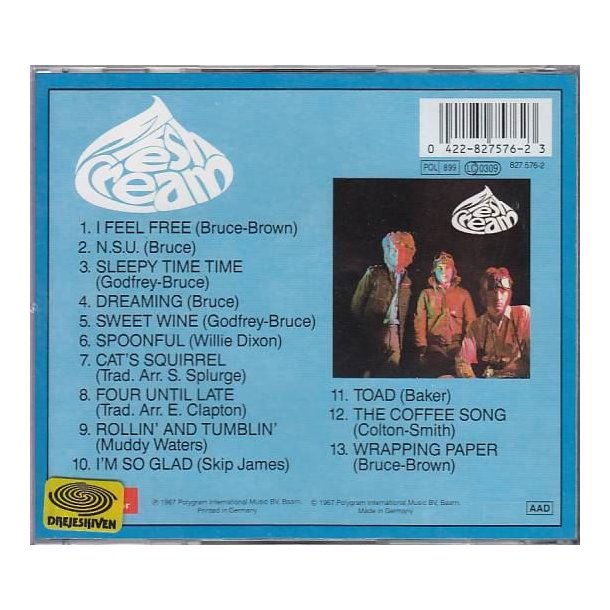 Fresh
Cream
0 422-827576-2 3
POL 899
LC 0309
827 576-2
Fresh
Cream
1. I FEEL FREE (Bruce-Brown)
2. N.S.U. (Bruce)
3. SLEEPY TIME TIME
(Godfrey-Bruce)
4. DREAMING (Bruce)
5. SWEET WINE (Godfrey-Bruce)
6. SPOONFUL (Willie Dixon)
7. CAT'S SQUIRREL
(Trad. Arr. S. Splurge)
8. FOUR UNTIL LATE
(Trad. Arr. E. Clapton)
9. ROLLIN' AND TUMBLIN'
(Muddy Waters)
10. I'M SO GLAD (Skip James)
11. TOAD (Baker)
12. THE COFFEE SONG
(Colton-Smith)
13. WRAPPING PAPER
(Bruce-Brown)
DREJESKIVEN
℗ 1967 Polygram International Music BV, Baarn.
Printed in Germany
© 1967 Polygram International Music BV, Baarn.
Made in Germany
AAD